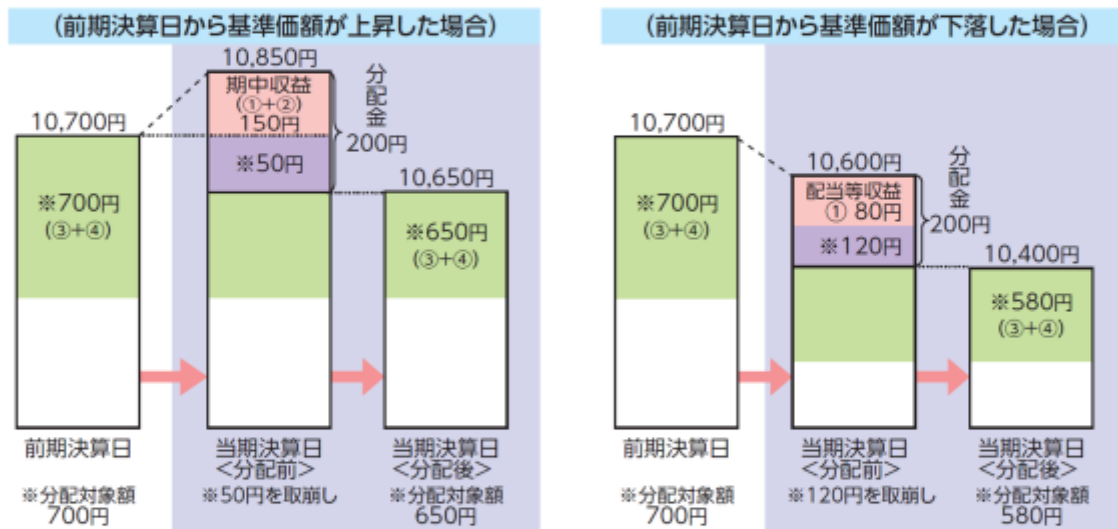 (前期決算日から基準価額が上昇した場合)
10,850円
期中収益
(①+②)
150円
分配金
200円
10,700円
※50円
10,650円
※700円
(③+④)
※650円
(③+④)
前期決算日
当期決算日
<分配前>
当期決算日
<分配後>
※分配対象額
700円
※50円を取崩し
※分配対象額
650円
(前期決算日から基準価額が下落した場合)
10,700円
10,600円
配当等収益
① 80円
分配金
200円
※120円
10,400円
※700円
(③+④)
※580円
(③+④)
前期決算日
当期決算日
<分配前>
当期決算日
<分配後>
※分配対象額
700円
※120円を取崩し
※分配対象額
580円